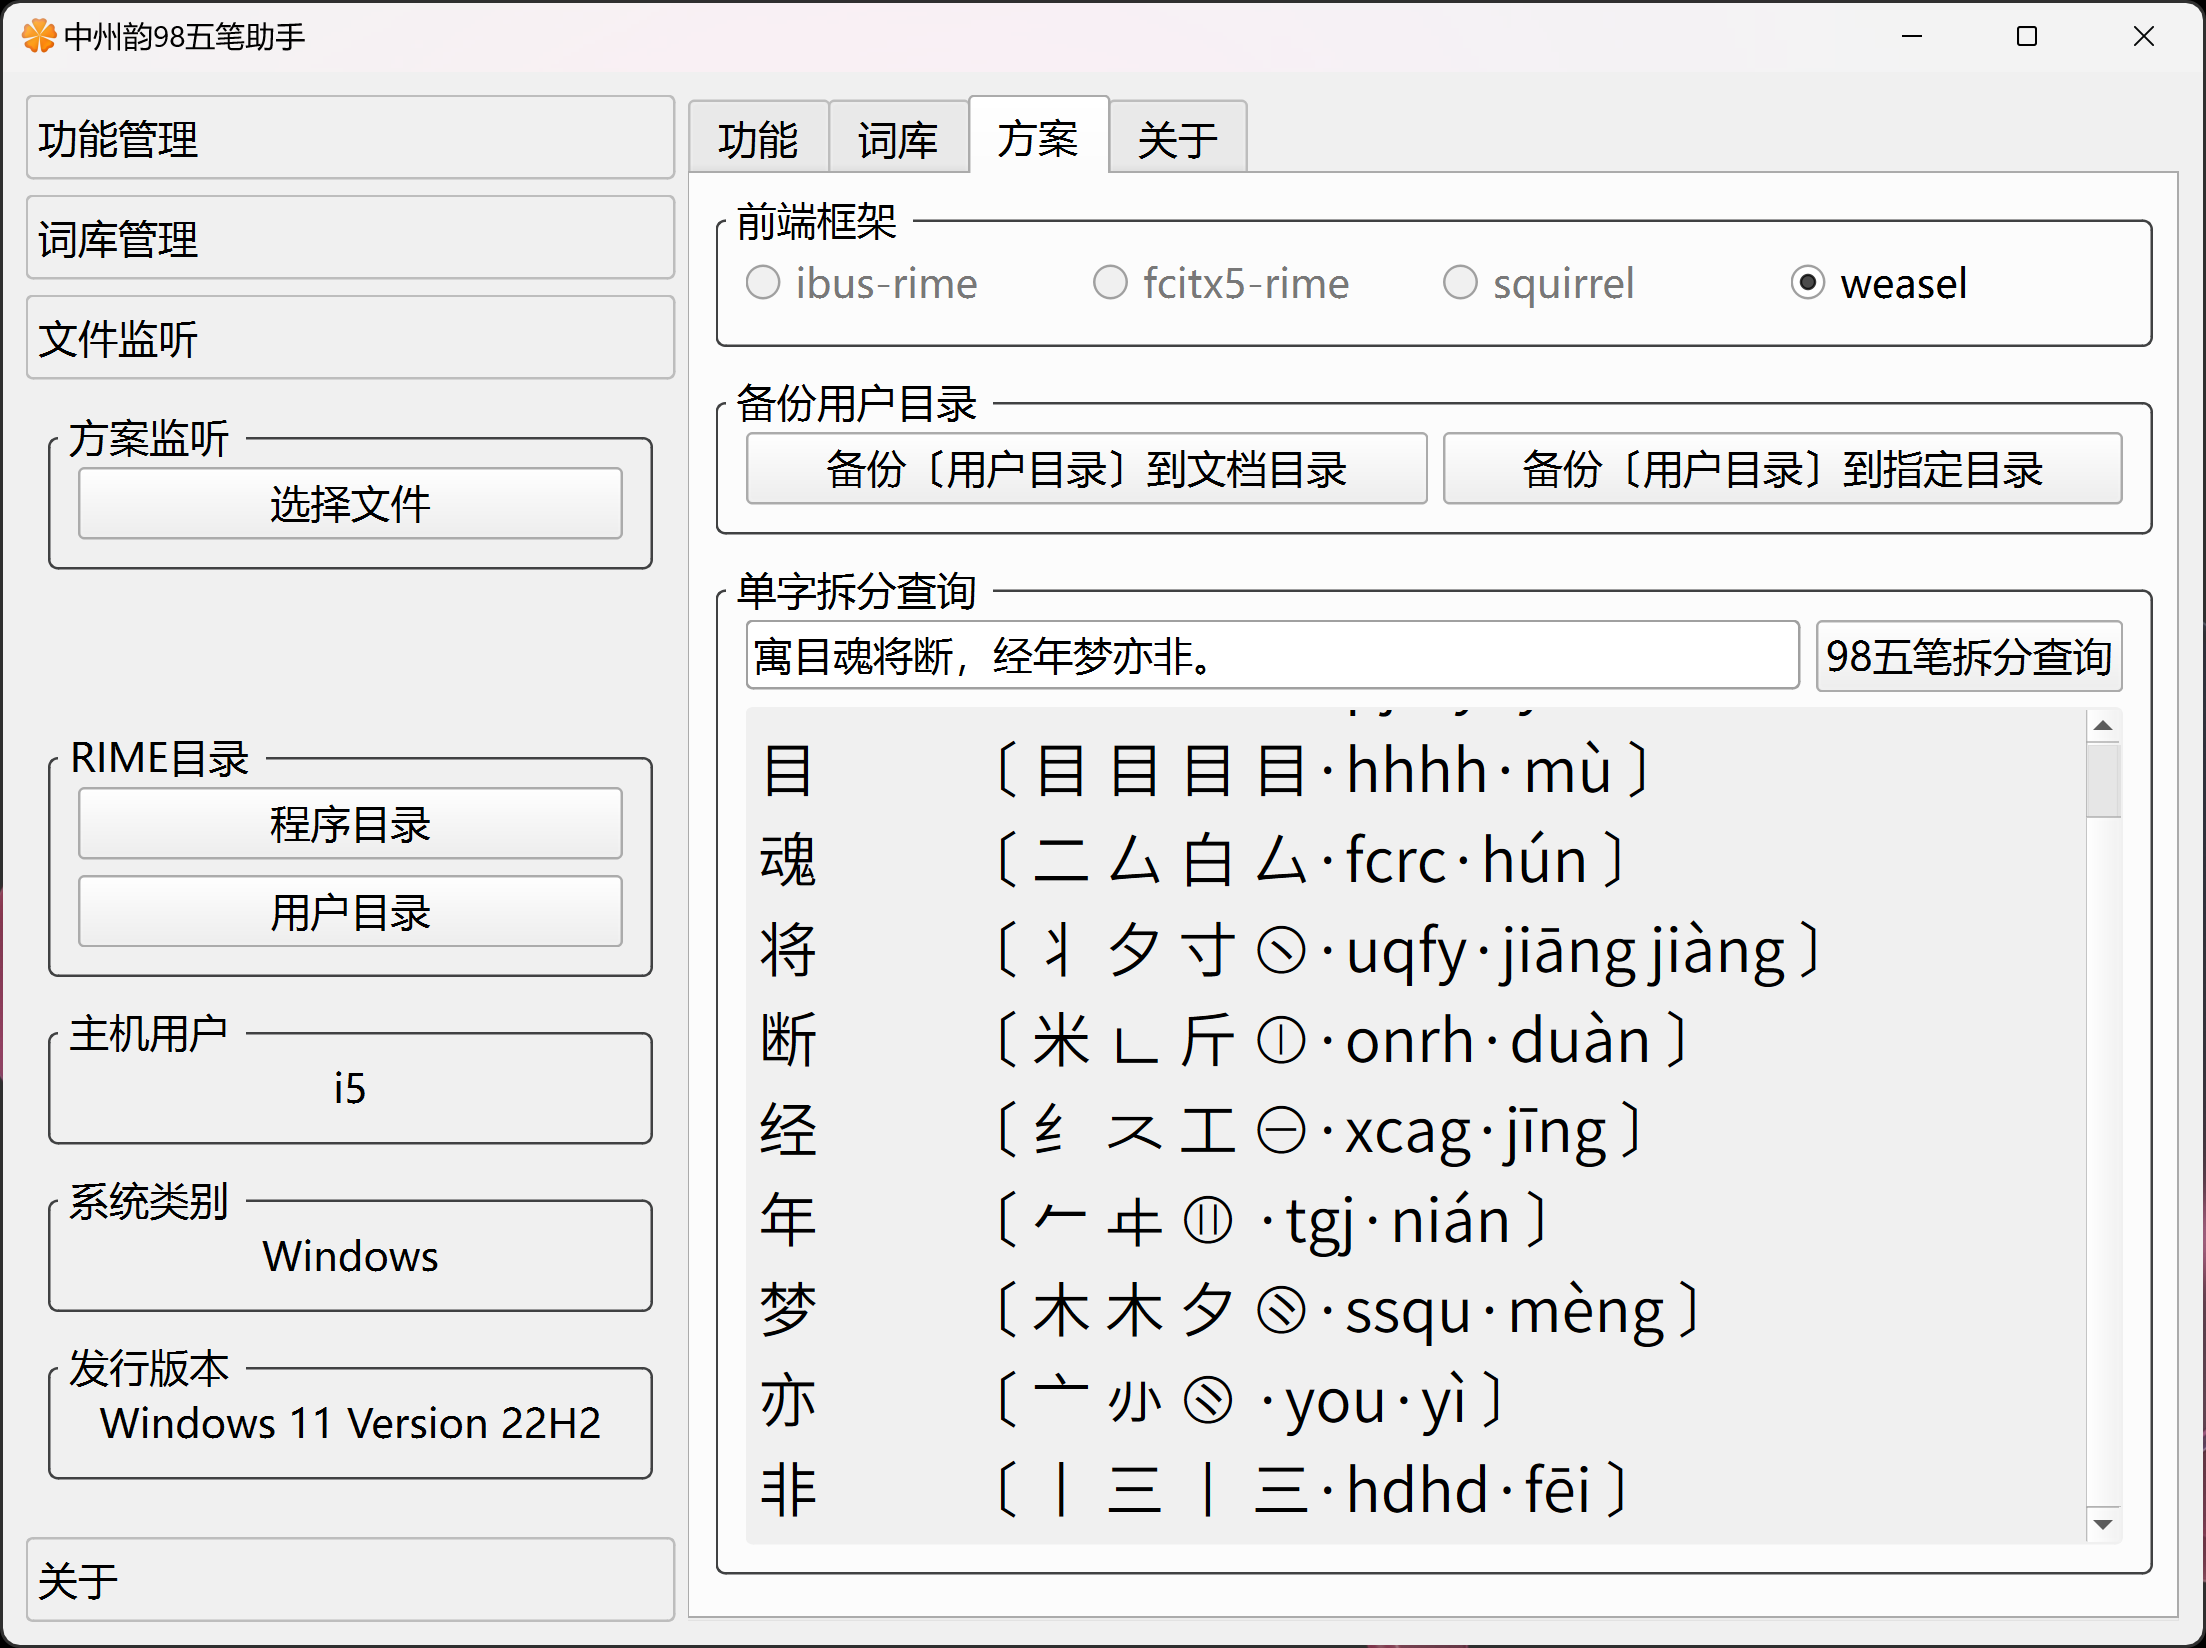 中州韵98五笔助手
功能管理
词库管理
文件监听
方案监听
选择文件
RIME目录
程序目录
用户目录
主机用户
i5
系统类别
Windows
发行版本
Windows 11 Version 22H2
关于
功能 词库 方案 关于
前端框架
ibus-rime fcitx5-rime squirrel weasel
备份用户目录
备份〔用户目录〕到文档目录 备份〔用户目录〕到指定目录
单字拆分查询
寓目魂将断，经年梦亦非。 98五笔拆分查询
目 〔目 目 目 目·hhhh·mù〕
魂 〔二 厶 白 厶·fcrc·hún〕
将 〔丬 夕 寸 ㊀·uqfy·jiāng jiàng〕
断 〔米 𠃊 斤 ·onrh·duàn〕
经 〔纟 ス 工 ㊀·xcag·jīng〕
年 〔𠂉 ·tgj·nián〕
梦 〔木 木 夕 ·ssqu·mèng〕
亦 〔亠 ·you·yì〕
非 〔丨 三 丨 三·hdhd·fēi〕